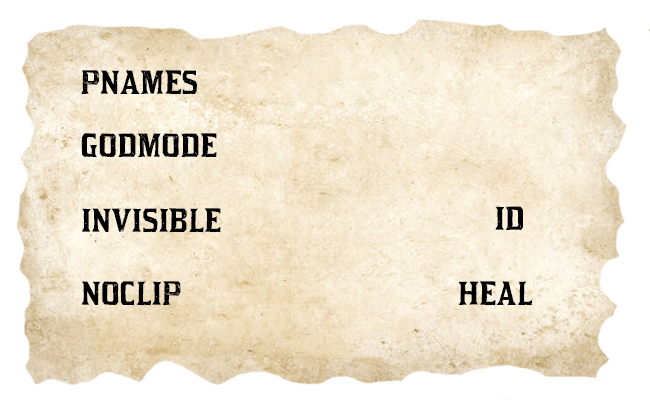 PNAMES
GODMODE
INVISIBLE
ID
NOCLIP
HEAL